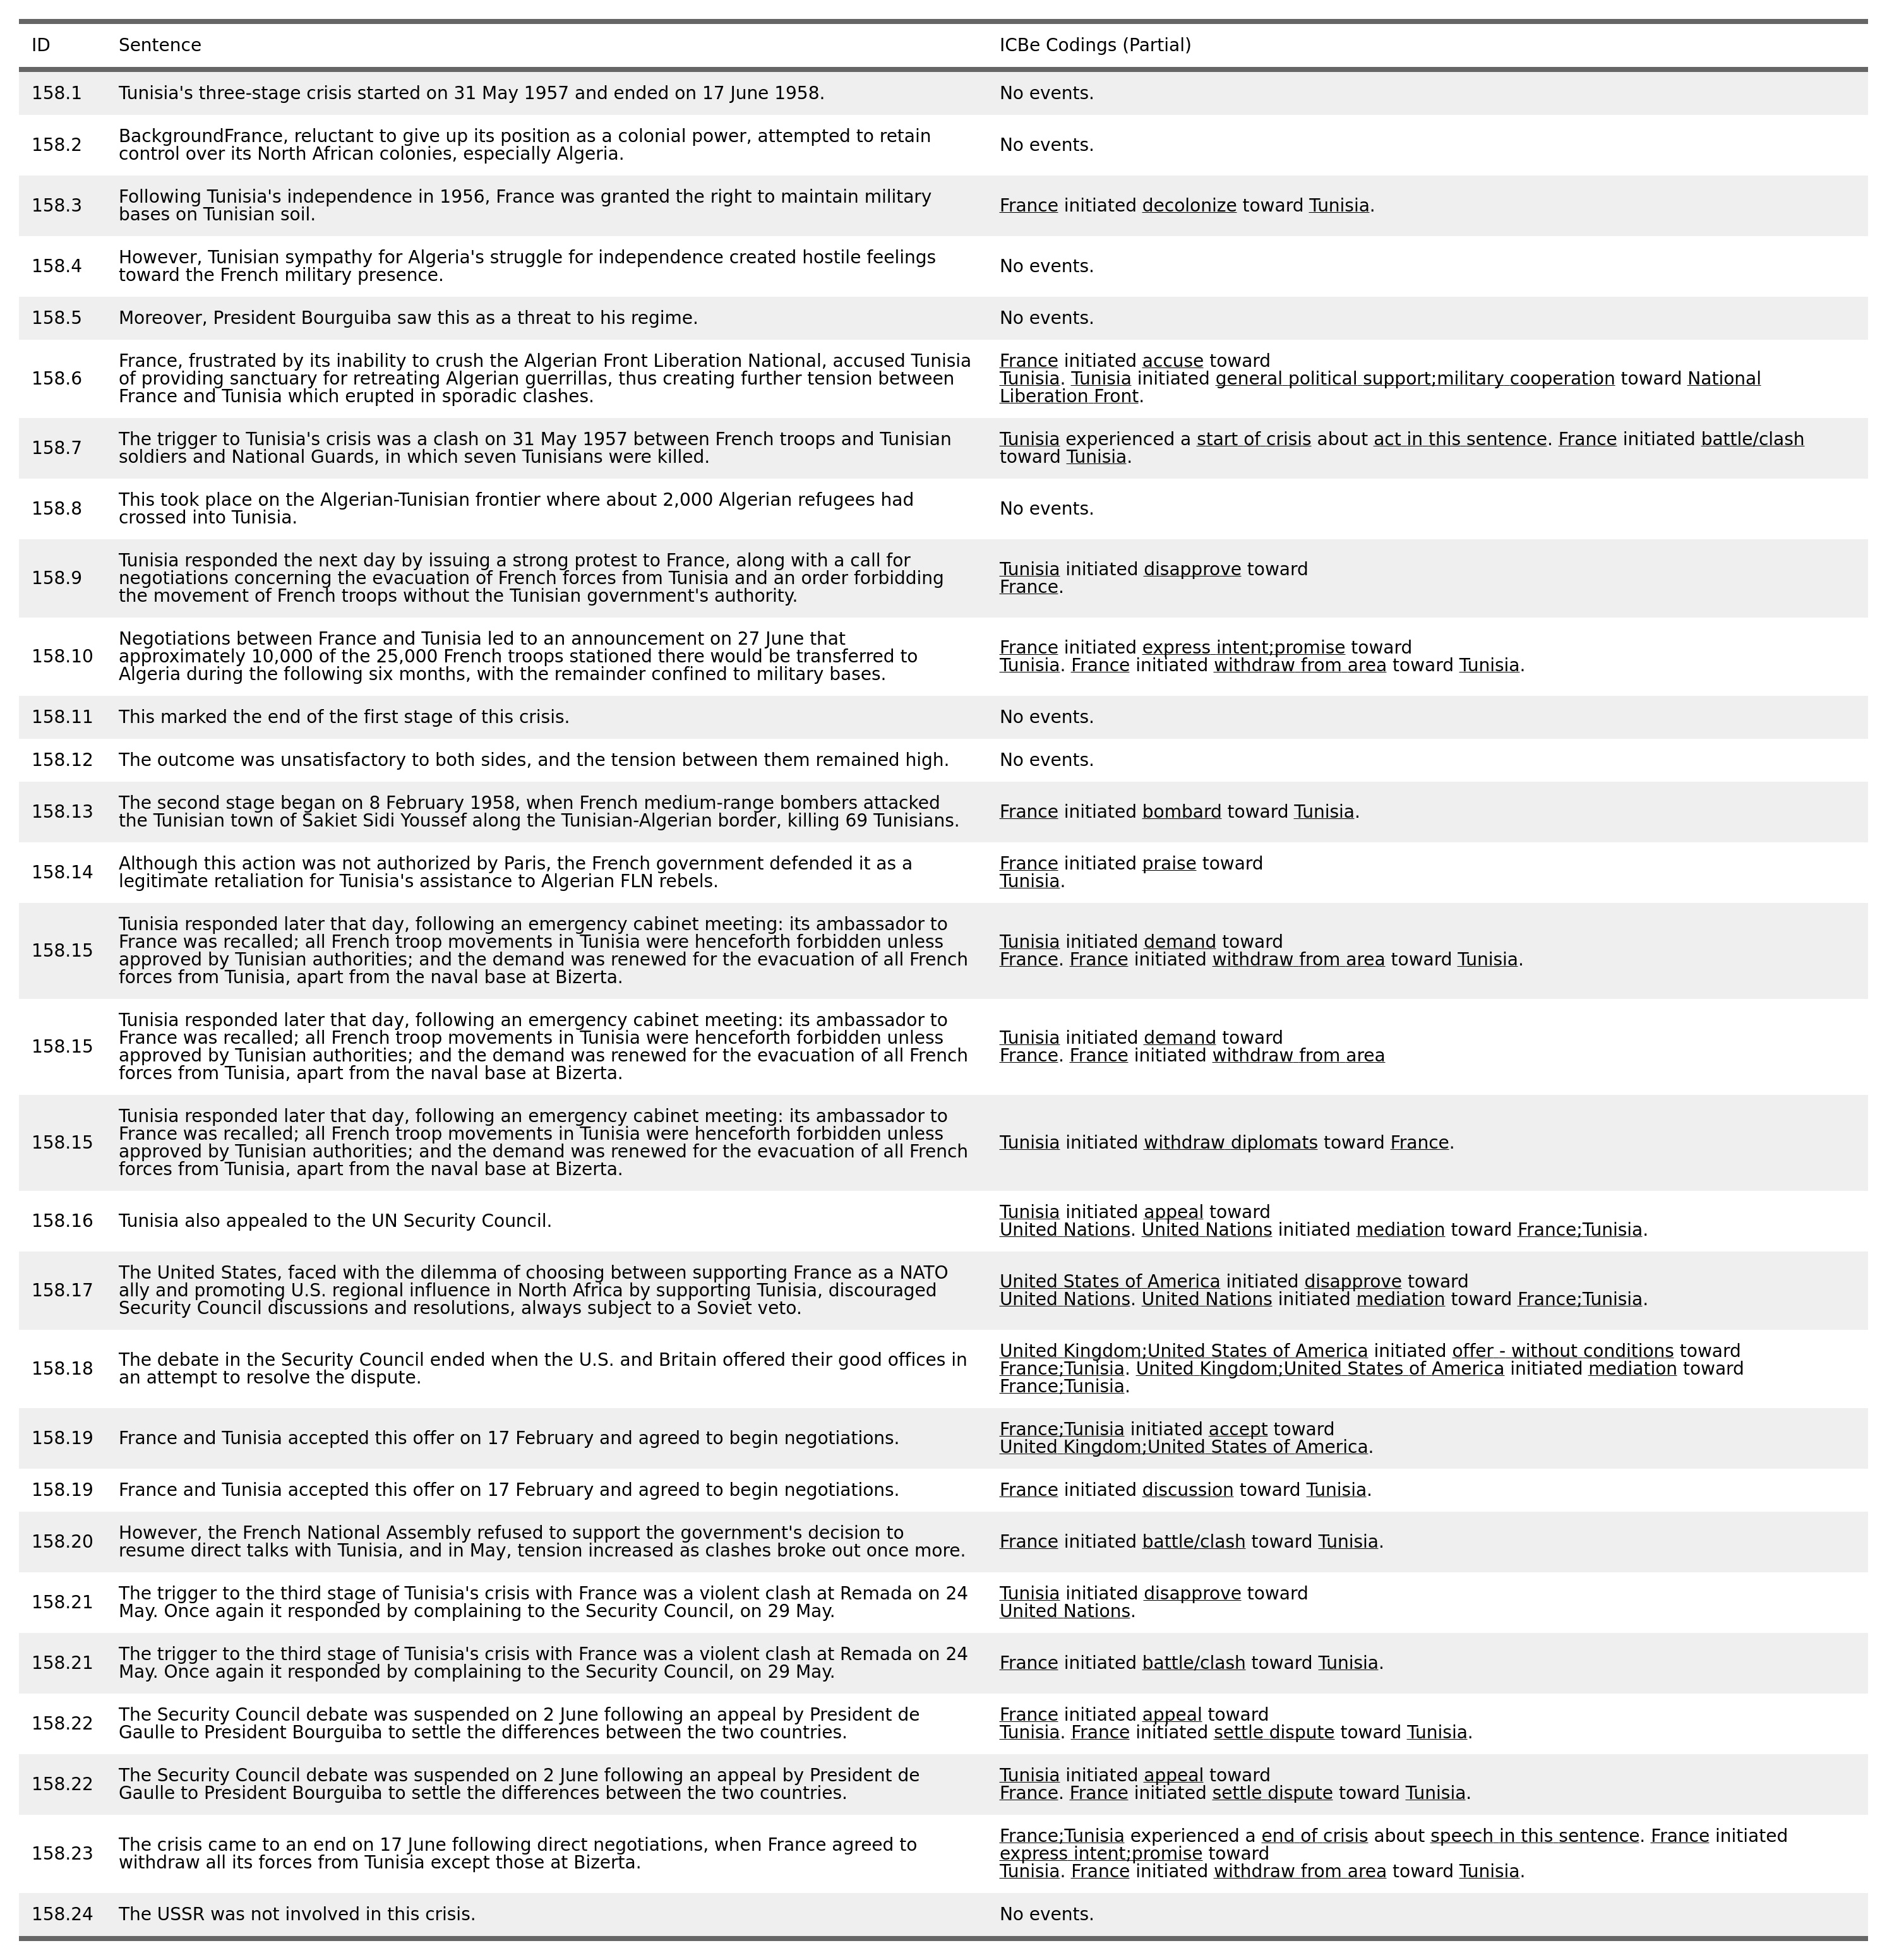 ID Sentence ICBe Codings (Partial)
158.1 Tunisia's three-stage crisis started on 31 May 1957 and ended on 17 June 1958. No events.
158.2 BackgroundFrance, reluctant to give up its position as a colonial power, attempted to retain
control over its North African colonies, especially Algeria.
No events.
158.3 Following Tunisia's independence in 1956, France was granted the right to maintain military
bases on Tunisian soil.
France initiated decolonize toward Tunisia.
158.4 However, Tunisian sympathy for Algeria's struggle for independence created hostile feelings
toward the French military presence.
No events.
158.5 Moreover, President Bourguiba saw this as a threat to his regime. No events.
158.6 France, frustrated by its inability to crush the Algerian Front Liberation National, accused Tunisia
of providing sanctuary for retreating Algerian guerrillas, thus creating further tension between
France and Tunisia which erupted in sporadic clashes.
France initiated accuse toward
Tunisia. Tunisia initiated general political support;military cooperation toward National
Liberation Front.
158.7 The trigger to Tunisia's crisis was a clash on 31 May 1957 between French troops and Tunisian
soldiers and National Guards, in which seven Tunisians were killed.
Tunisia experienced a start of crisis about act in this sentence. France initiated battle/clash
toward Tunisia.
158.8 This took place on the Algerian-Tunisian frontier where about 2,000 Algerian refugees had
crossed into Tunisia.
No events.
158.9 Tunisia responded the next day by issuing a strong protest to France, along with a call for
negotiations concerning the evacuation of French forces from Tunisia and an order forbidding
the movement of French troops without the Tunisian government's authority.
Tunisia initiated disapprove toward
France.
158.10 Negotiations between France and Tunisia led to an announcement on 27 June that
approximately 10,000 of the 25,000 French troops stationed there would be transferred to
Algeria during the following six months, with the remainder confined to military bases.
France initiated express intent;promise toward
Tunisia. France initiated withdraw from area toward Tunisia.
158.11 This marked the end of the first stage of this crisis. No events.
158.12 The outcome was unsatisfactory to both sides, and the tension between them remained high. No events.
158.13 The second stage began on 8 February 1958, when French medium-range bombers attacked
the Tunisian town of Sakiet Sidi Youssef along the Tunisian-Algerian border, killing 69 Tunisians.
France initiated bombard toward Tunisia.
158.14 Although this action was not authorized by Paris, the French government defended it as a
legitimate retaliation for Tunisia's assistance to Algerian FLN rebels.
France initiated praise toward
Tunisia.
158.15 Tunisia responded later that day, following an emergency cabinet meeting: its ambassador to
France was recalled; all French troop movements in Tunisia were henceforth forbidden unless
approved by Tunisian authorities; and the demand was renewed for the evacuation of all French
forces from Tunisia, apart from the naval base at Bizerta.
Tunisia initiated demand toward
France. France initiated withdraw from area toward Tunisia.
158.15 Tunisia responded later that day, following an emergency cabinet meeting: its ambassador to
France was recalled; all French troop movements in Tunisia were henceforth forbidden unless
approved by Tunisian authorities; and the demand was renewed for the evacuation of all French
forces from Tunisia, apart from the naval base at Bizerta.
Tunisia initiated demand toward
France. France initiated withdraw from area
158.15 Tunisia responded later that day, following an emergency cabinet meeting: its ambassador to
France was recalled; all French troop movements in Tunisia were henceforth forbidden unless
approved by Tunisian authorities; and the demand was renewed for the evacuation of all French
forces from Tunisia, apart from the naval base at Bizerta.
Tunisia initiated withdraw diplomats toward France.
158.16 Tunisia also appealed to the UN Security Council.
Tunisia initiated appeal toward
United Nations. United Nations initiated mediation toward France;Tunisia.
158.17 The United States, faced with the dilemma of choosing between supporting France as a NATO
ally and promoting U.S. regional influence in North Africa by supporting Tunisia, discouraged
Security Council discussions and resolutions, always subject to a Soviet veto.
United States of America initiated disapprove toward
United Nations. United Nations initiated mediation toward France;Tunisia.
158.18 The debate in the Security Council ended when the U.S. and Britain offered their good offices in
an attempt to resolve the dispute.
United Kingdom;United States of America initiated offer - without conditions toward
France;Tunisia. United Kingdom;United States of America initiated mediation toward
France;Tunisia.
158.19 France and Tunisia accepted this offer on 17 February and agreed to begin negotiations.
France;Tunisia initiated accept toward
United Kingdom;United States of America.
158.19 France and Tunisia accepted this offer on 17 February and agreed to begin negotiations. France initiated discussion toward Tunisia.
158.20 However, the French National Assembly refused to support the government's decision to
resume direct talks with Tunisia, and in May, tension increased as clashes broke out once more.
France initiated battle/clash toward Tunisia.
158.21 The trigger to the third stage of Tunisia's crisis with France was a violent clash at Remada on 24
May. Once again it responded by complaining to the Security Council, on 29 May.
Tunisia initiated disapprove toward
United Nations.
158.21 The trigger to the third stage of Tunisia's crisis with France was a violent clash at Remada on 24
May. Once again it responded by complaining to the Security Council, on 29 May.
France initiated battle/clash toward Tunisia.
158.22 The Security Council debate was suspended on 2 June following an appeal by President de
Gaulle to President Bourguiba to settle the differences between the two countries.
France initiated appeal toward
Tunisia. France initiated settle dispute toward Tunisia.
158.22 The Security Council debate was suspended on 2 June following an appeal by President de
Gaulle to President Bourguiba to settle the differences between the two countries.
Tunisia initiated appeal toward
France. France initiated settle dispute toward Tunisia.
158.23 The crisis came to an end on 17 June following direct negotiations, when France agreed to
withdraw all its forces from Tunisia except those at Bizerta.
France;Tunisia experienced a end of crisis about speech in this sentence. France initiated
express intent;promise toward
Tunisia. France initiated withdraw from area toward Tunisia.
158.24 The USSR was not involved in this crisis. No events.